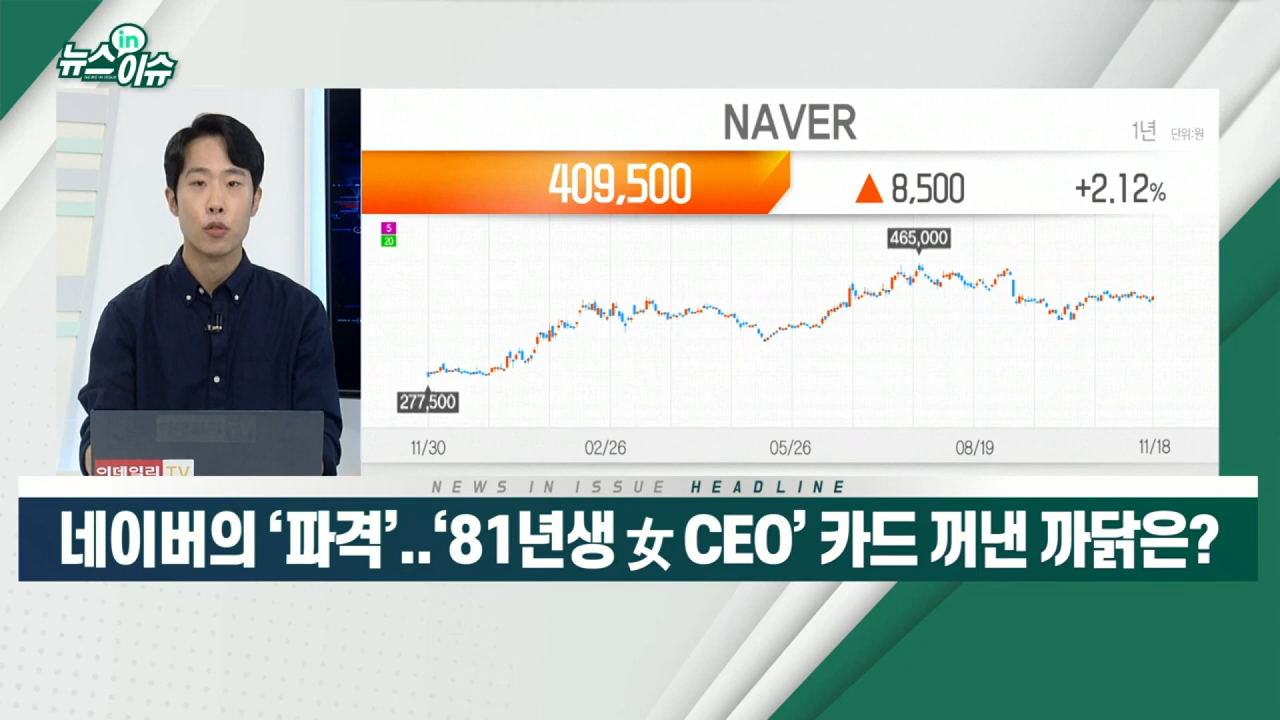 뉴스in이슈
NAVER
1년 단위:원
409,500 ▲ 8,500 +2.12%
5
20
465,000
277,500
11/30 02/26 05/26 08/19 11/18
이데일리TV
NEWS IN ISSUE HEADLINE
네이버의 ‘파격’..‘81년생 女 CEO’ 카드 꺼낸 까닭은?